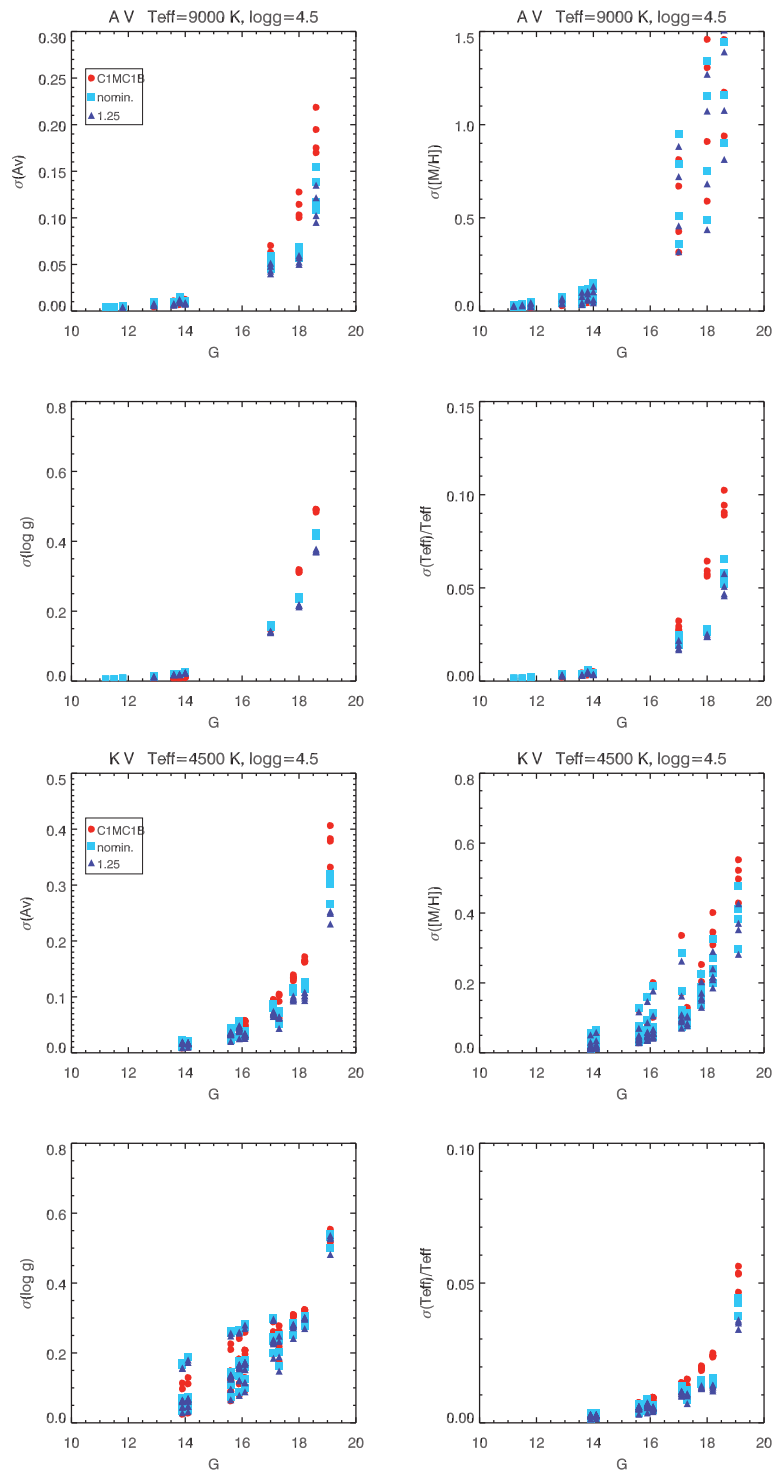 A V Teff=9000 K, logg=4.5
A V Teff=9000 K, logg=4.5
0.30
0.25
0.20
0.15
0.10
0.05
0.00
σ(Av)
C1MC1B
nomin.
1.25
10 12 14 16 18 20
G
1.5
1.0
0.5
0.0
σ([M/H])
10 12 14 16 18 20
G
0.8
0.6
0.4
0.2
0.0
σ(log g)
10 12 14 16 18 20
G
0.15
0.10
0.05
0.00
σ(Teff)/Teff
10 12 14 16 18 20
G
K V Teff=4500 K, logg=4.5
K V Teff=4500 K, logg=4.5
0.5
0.4
0.3
0.2
0.1
0.0
σ(Av)
C1MC1B
nomin.
1.25
10 12 14 16 18 20
G
0.8
0.6
0.4
0.2
0.0
σ([M/H])
10 12 14 16 18 20
G
0.8
0.6
0.4
0.2
0.0
σ(log g)
10 12 14 16 18 20
G
0.10
0.05
0.00
σ(Teff)/Teff
10 12 14 16 18 20
G